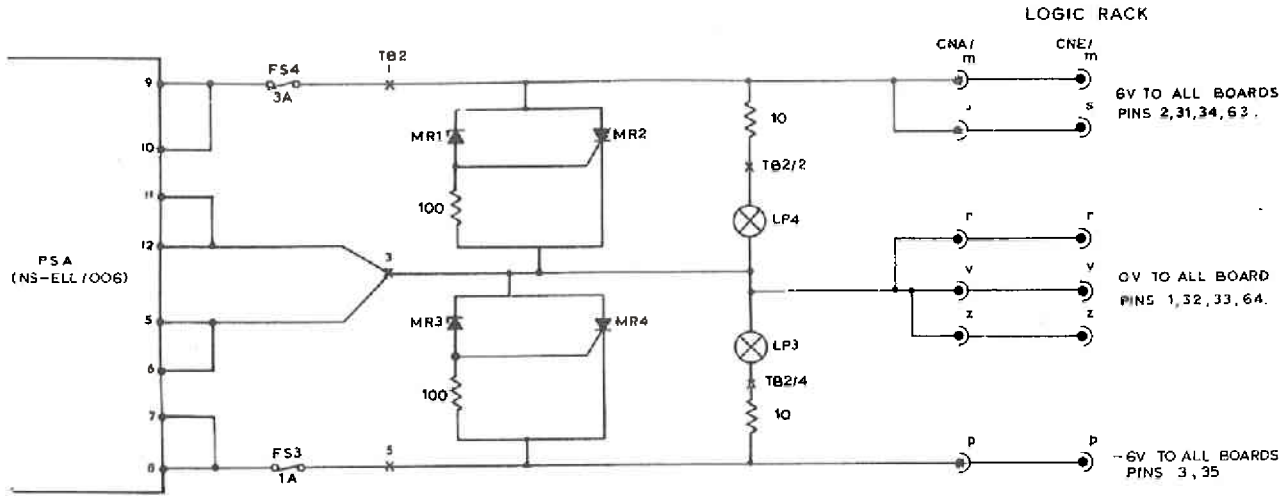 LOGIC RACK
CNA/ CNE/
m m
TB2
1
9
FS4
3A
6V TO ALL BOARDS
PINS 2,31,34,63.
J s
10
10
MR1 MR2
TB2/2
11
100
LP4
r r
12
3
PSA
(NS-ELL/006)
v v
0V TO ALL BOARD
PINS 1,32,33,64.
5
MR3 MR4
z z
LP3
6
TB2/4
100
7
10
FS3
5
p p
-6V TO ALL BOARDS
8
1A
PINS 3,35